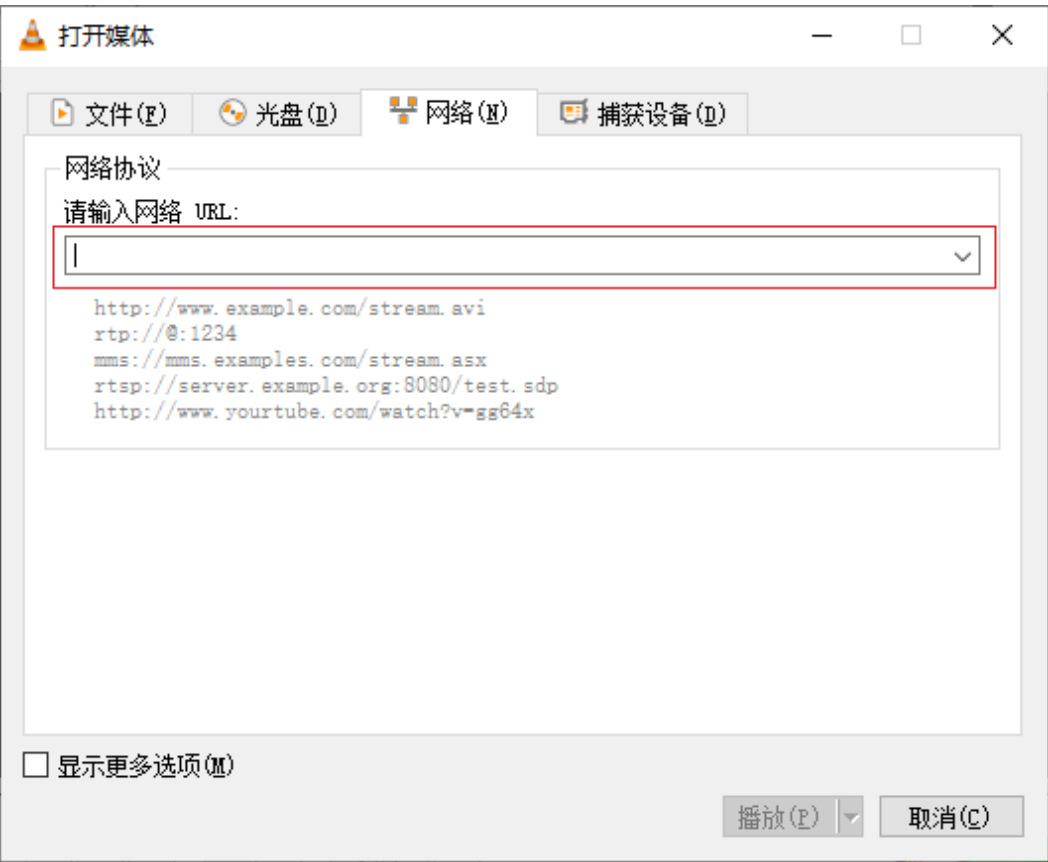 打开媒体
文件(F) 光盘(D) 网络(N) 捕获设备(D)
网络协议
请输入网络 URL:
http://www.example.com/stream.avi
rtp://@:1234
mms://mms.examples.com/stream.asx
rtsp://server.example.org:8080/test.sdp
http://www.yourtube.com/watch?v=gg64x
显示更多选项(M)
播放(P) 取消(C)